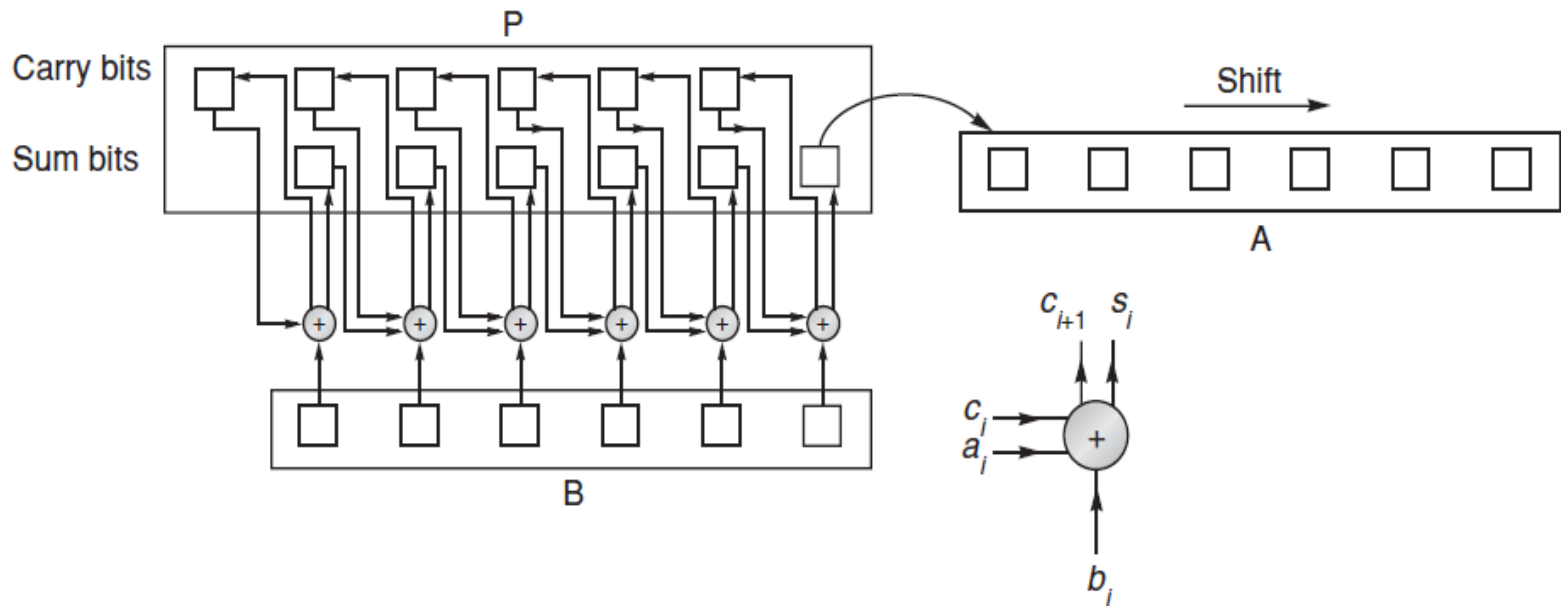 P
Carry bits
Shift
Sum bits
A
+ + + + + +
c_{i+1} s_i
c_i
a_i
+
B
b_i